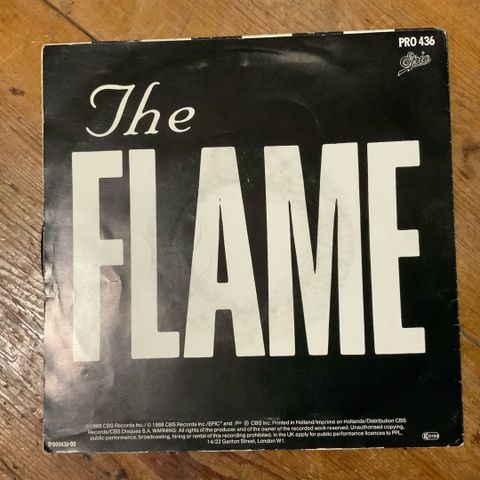 PRO 436
Epic
The
FLAME
℗ 1988 CBS Records Inc./ © 1988 CBS Records Inc./EPIC® and ® CBS Inc. Printed in Holland/Imprimé en Hollande/Distribution CBS
Records/CBS Disques S.A. WARNING: All rights of the producer and of the owner of the recorded work reserved. Unauthorised copying,
public performance, broadcasting, hiring or rental of this recording prohibited. In the UK apply for public performance licences to PPL,
14/22 Ganton Street, London W1.